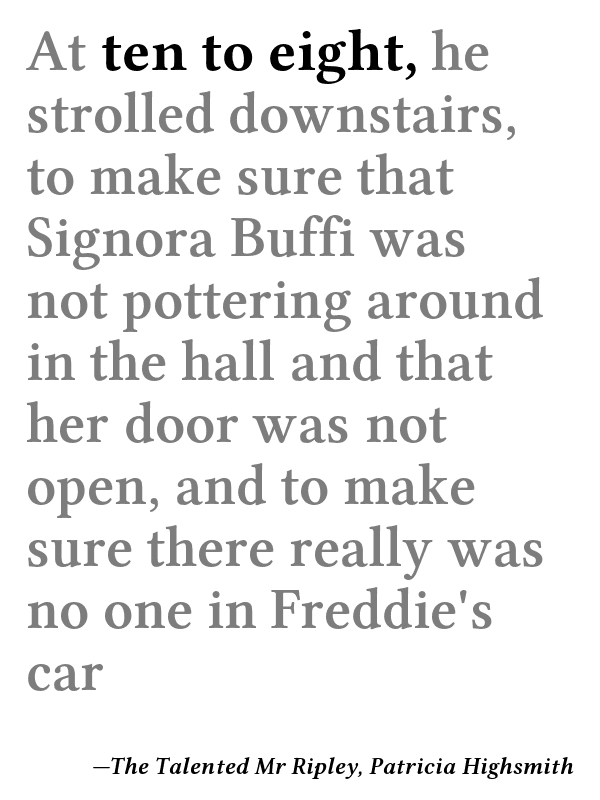 At ten to eight, he
strolled downstairs,
to make sure that
Signora Buffi was
not pottering around
in the hall and that
her door was not
open, and to make
sure there really was
no one in Freddie's
car
—The Talented Mr Ripley, Patricia Highsmith